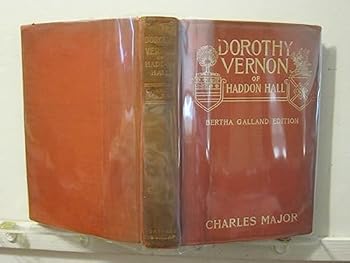 DOROTHY
VERNON
OF
HADDON
HALL
DOROTHY
VERNON
OF
HADDON HALL
BERTHA GALLAND EDITION
CHARLES MAJOR